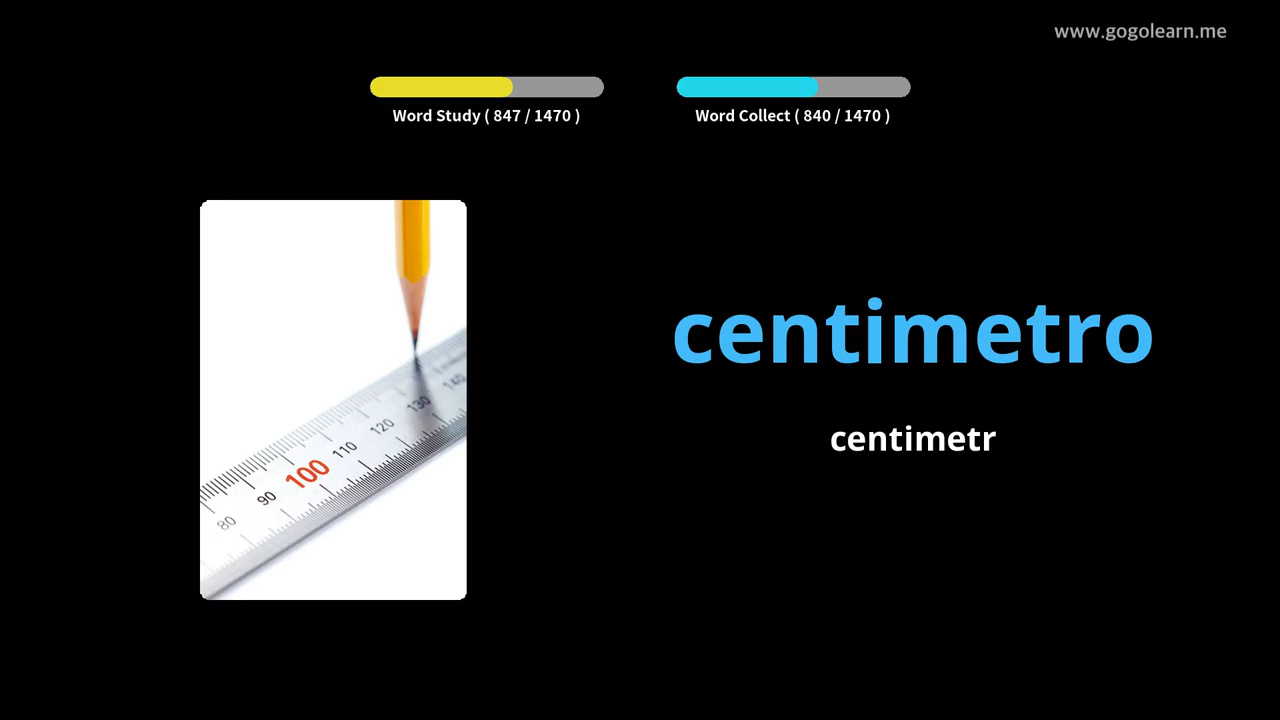 www.gogolearn.me
Word Study ( 847 / 1470 )
Word Collect ( 840 / 1470 )
centimetro
centimetr
80
90
100
110
120
130
140